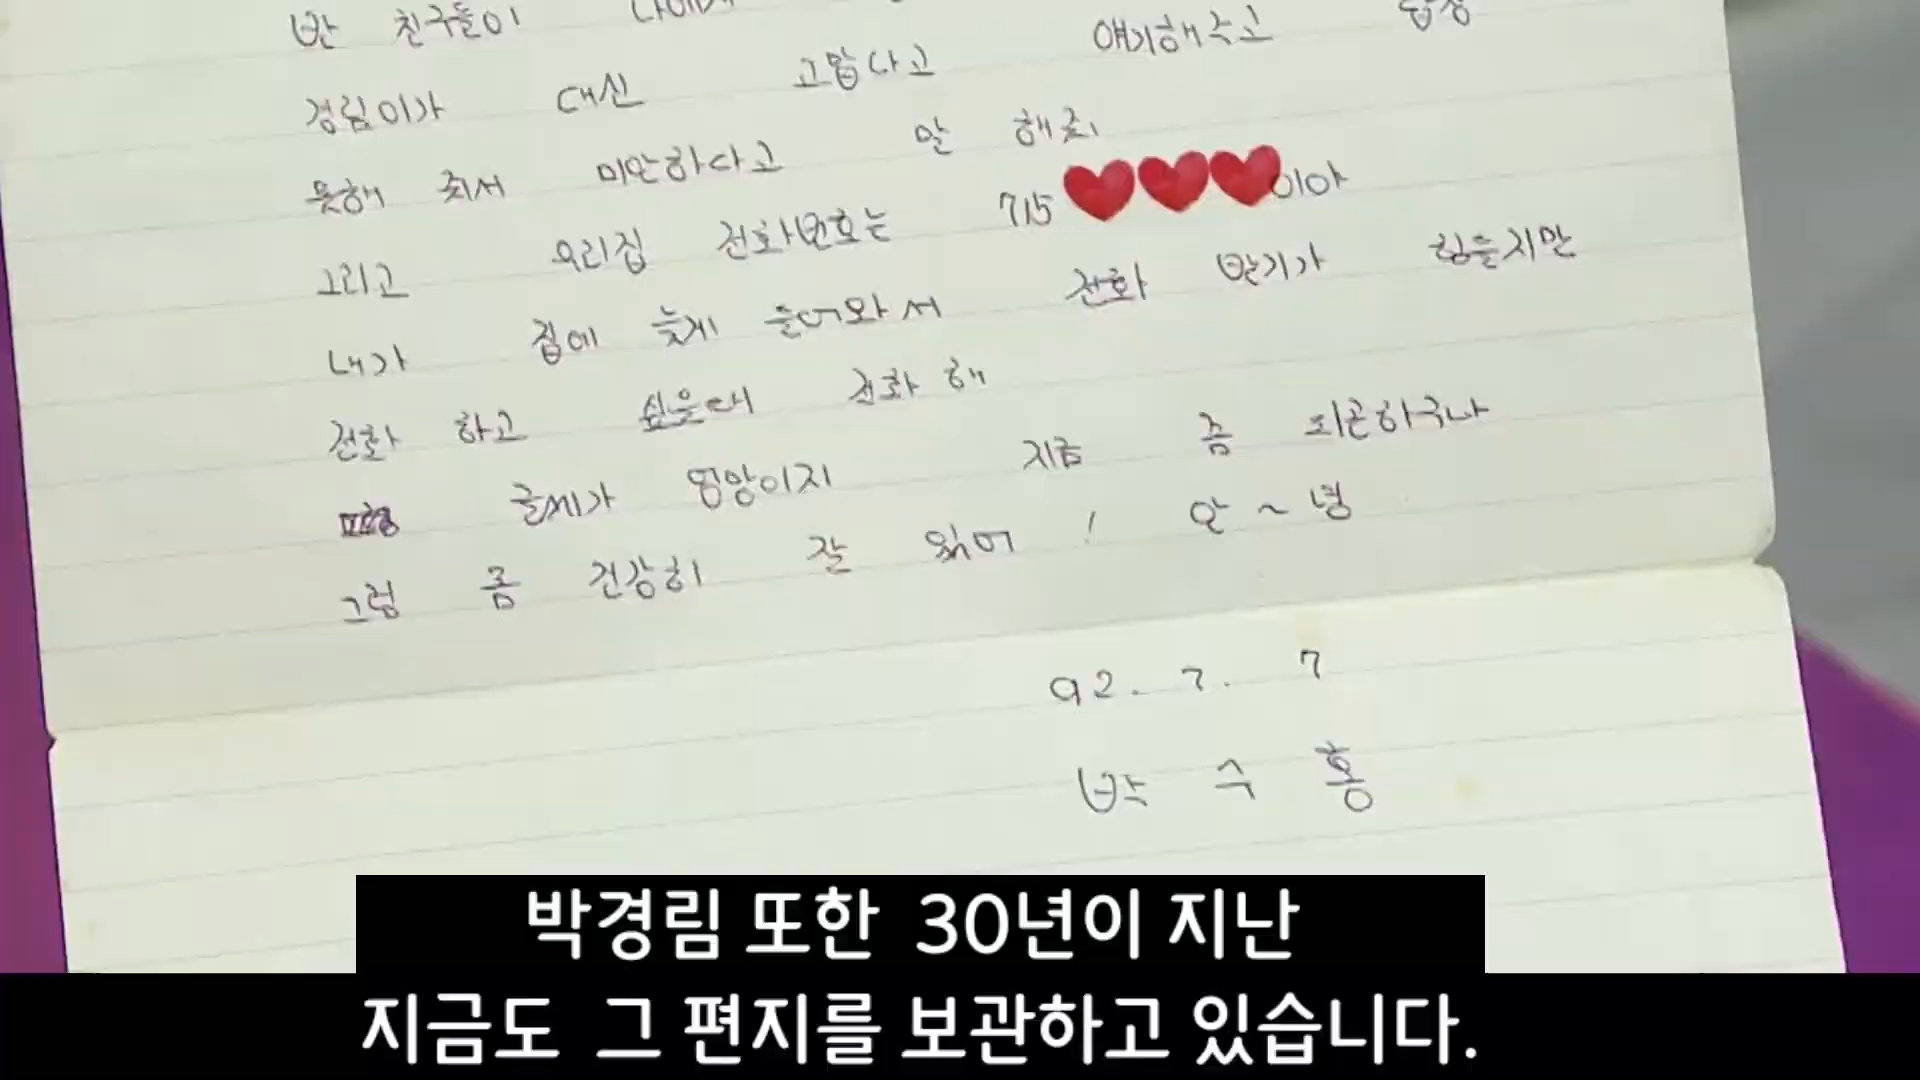 반 친구들이
경림이가 대신 고맙다고 얘기해주고 답장
못해 줘서 미안하다고 말 해줘
그리고 우리집 전화번호는 715❤❤❤이야
내가 집에 늦게 들어와서 전화 받기가 힘들지만
전화 하고 싶을때 전화 해
글씨가 엉망이지 지금 좀 피곤하구나
그럼 몸 건강히 잘 있어! 안~녕
92. 7. 7
박수홍
박경림 또한 30년이 지난
지금도 그 편지를 보관하고 있습니다.